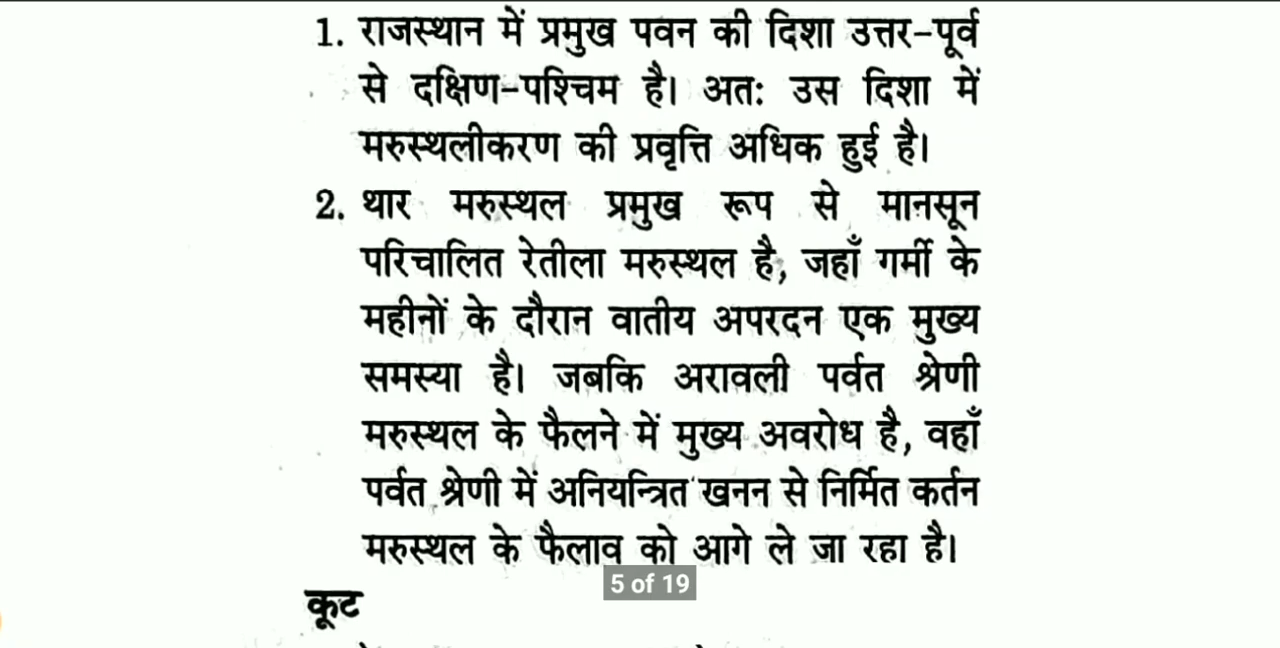 1. राजस्थान में प्रमुख पवन की दिशा उत्तर-पूर्व
से दक्षिण-पश्चिम है। अतः उस दिशा में
मरुस्थलीकरण की प्रवृत्ति अधिक हुई है।
2. थार मरुस्थल प्रमुख रूप से मानसून
परिचालित रेतीला मरुस्थल है, जहाँ गर्मी के
महीनों के दौरान वातीय अपरदन एक मुख्य
समस्या है। जबकि अरावली पर्वत श्रेणी
मरुस्थल के फैलने में मुख्य अवरोध है, वहाँ
पर्वत श्रेणी में अनियन्त्रित खनन से निर्मित कर्तन
मरुस्थल के फैलाव को आगे ले जा रहा है।
5 of 19
कूट